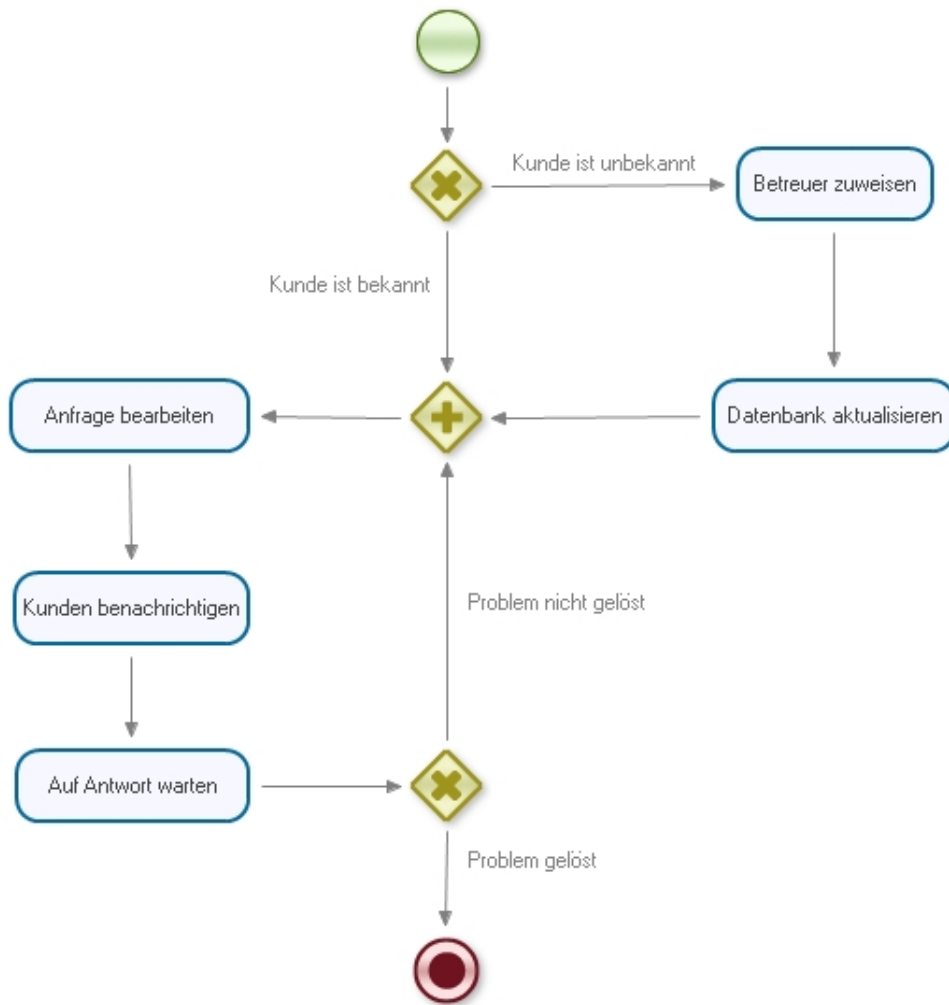 Kunde ist unbekannt
Betreuer zuweisen
Kunde ist bekannt
Anfrage bearbeiten
Datenbank aktualisieren
Kunden benachrichtigen
Problem nicht gelöst
Auf Antwort warten
Problem gelöst